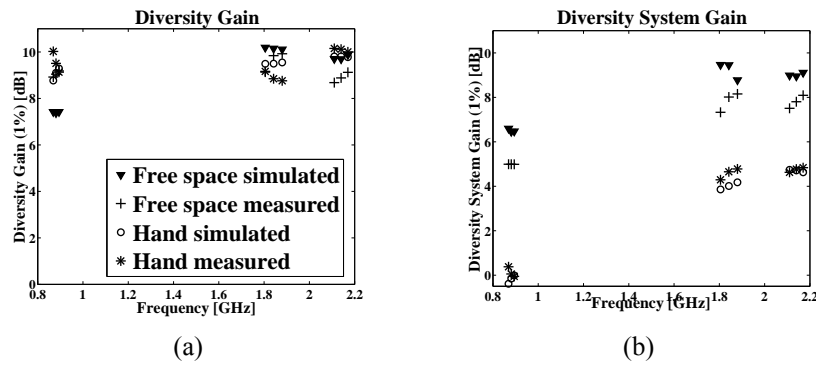 Diversity Gain
Diversity Gain (1%) [dB]
10
8
6
4
2
0
0.8
1
1.2
1.4
1.6
1.8
2
2.2
Frequency [GHz]
Free space simulated
Free space measured
Hand simulated
Hand measured
(a)
Diversity System Gain
Diversity System Gain (1%) [dB]
10
8
6
4
2
0
0.8
1
1.2
1.4
1.6
1.8
2
2.2
Frequency [GHz]
(b)